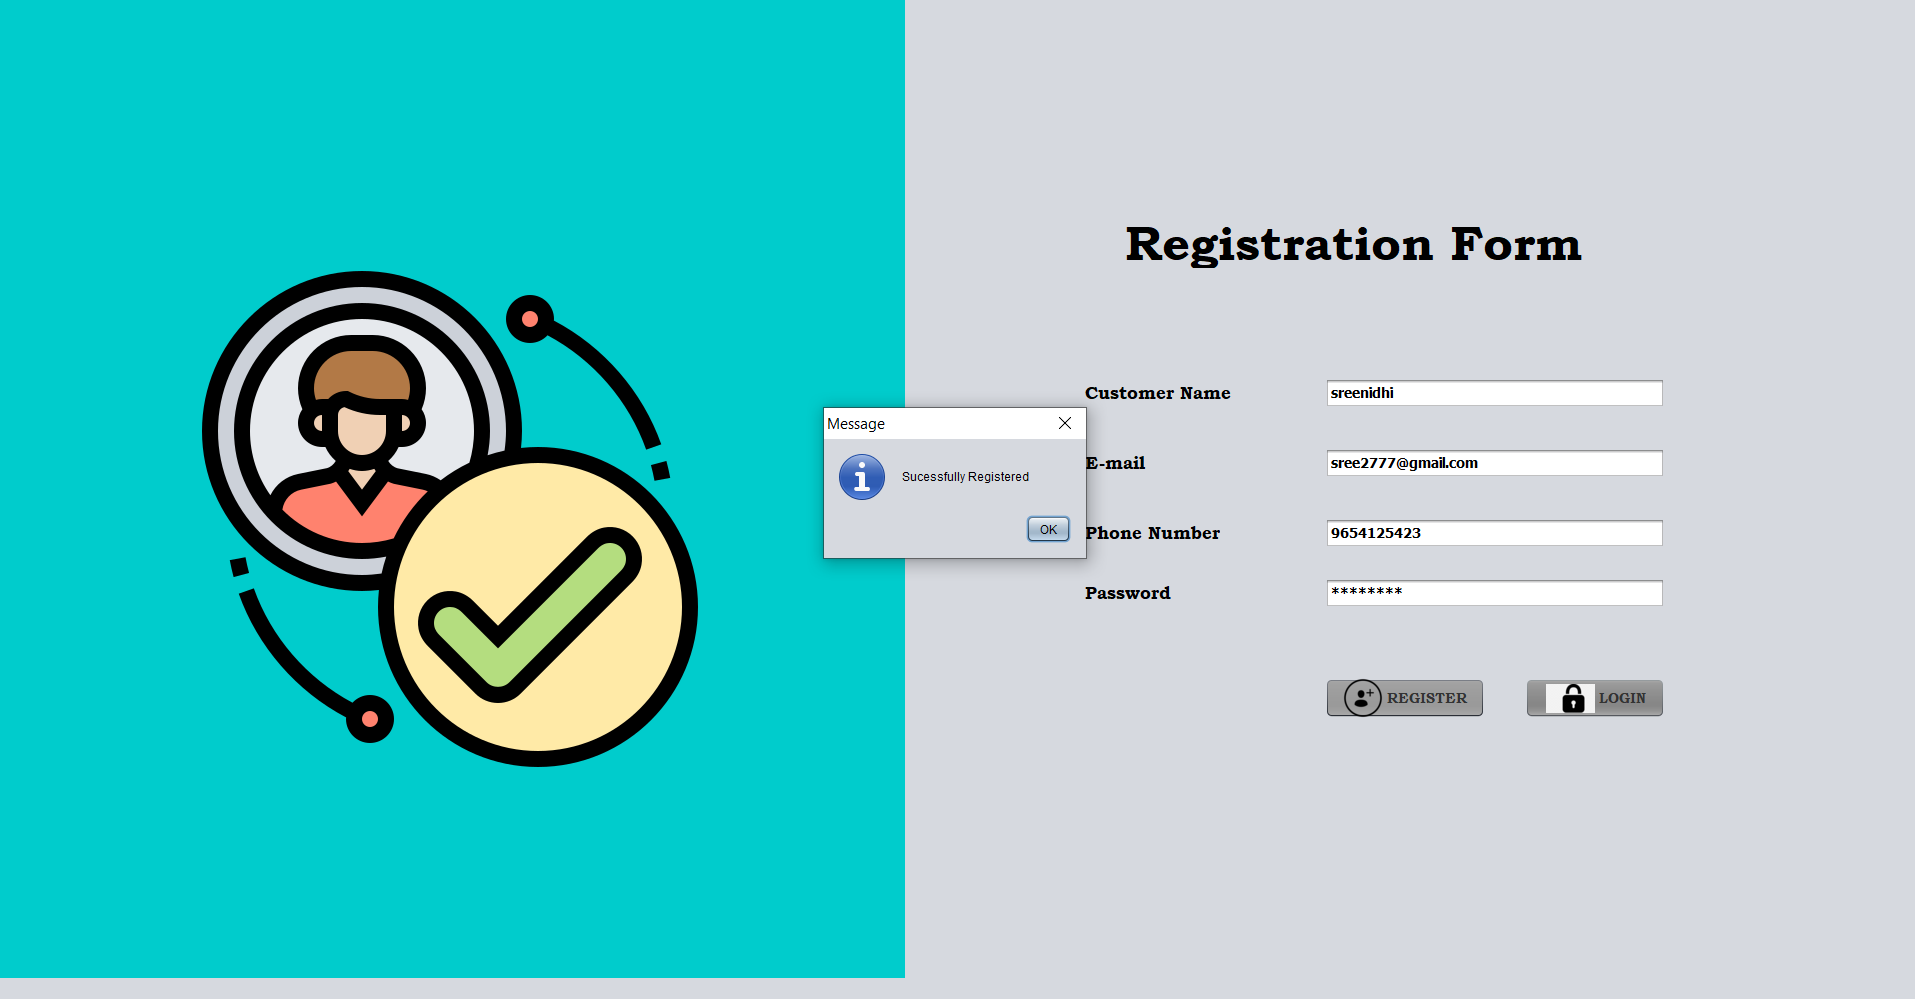 Registration Form
Customer Name sreenidhi
Message
E-mail sree2777@gmail.com
Sucessfully Registered
OK
Phone Number 9654125423
Password ********
REGISTER LOGIN